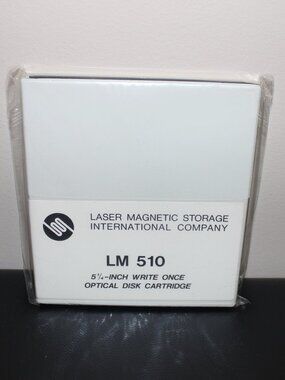 LASER MAGNETIC STORAGE
INTERNATIONAL COMPANY
LM 510
5¼-INCH WRITE ONCE
OPTICAL DISK CARTRIDGE